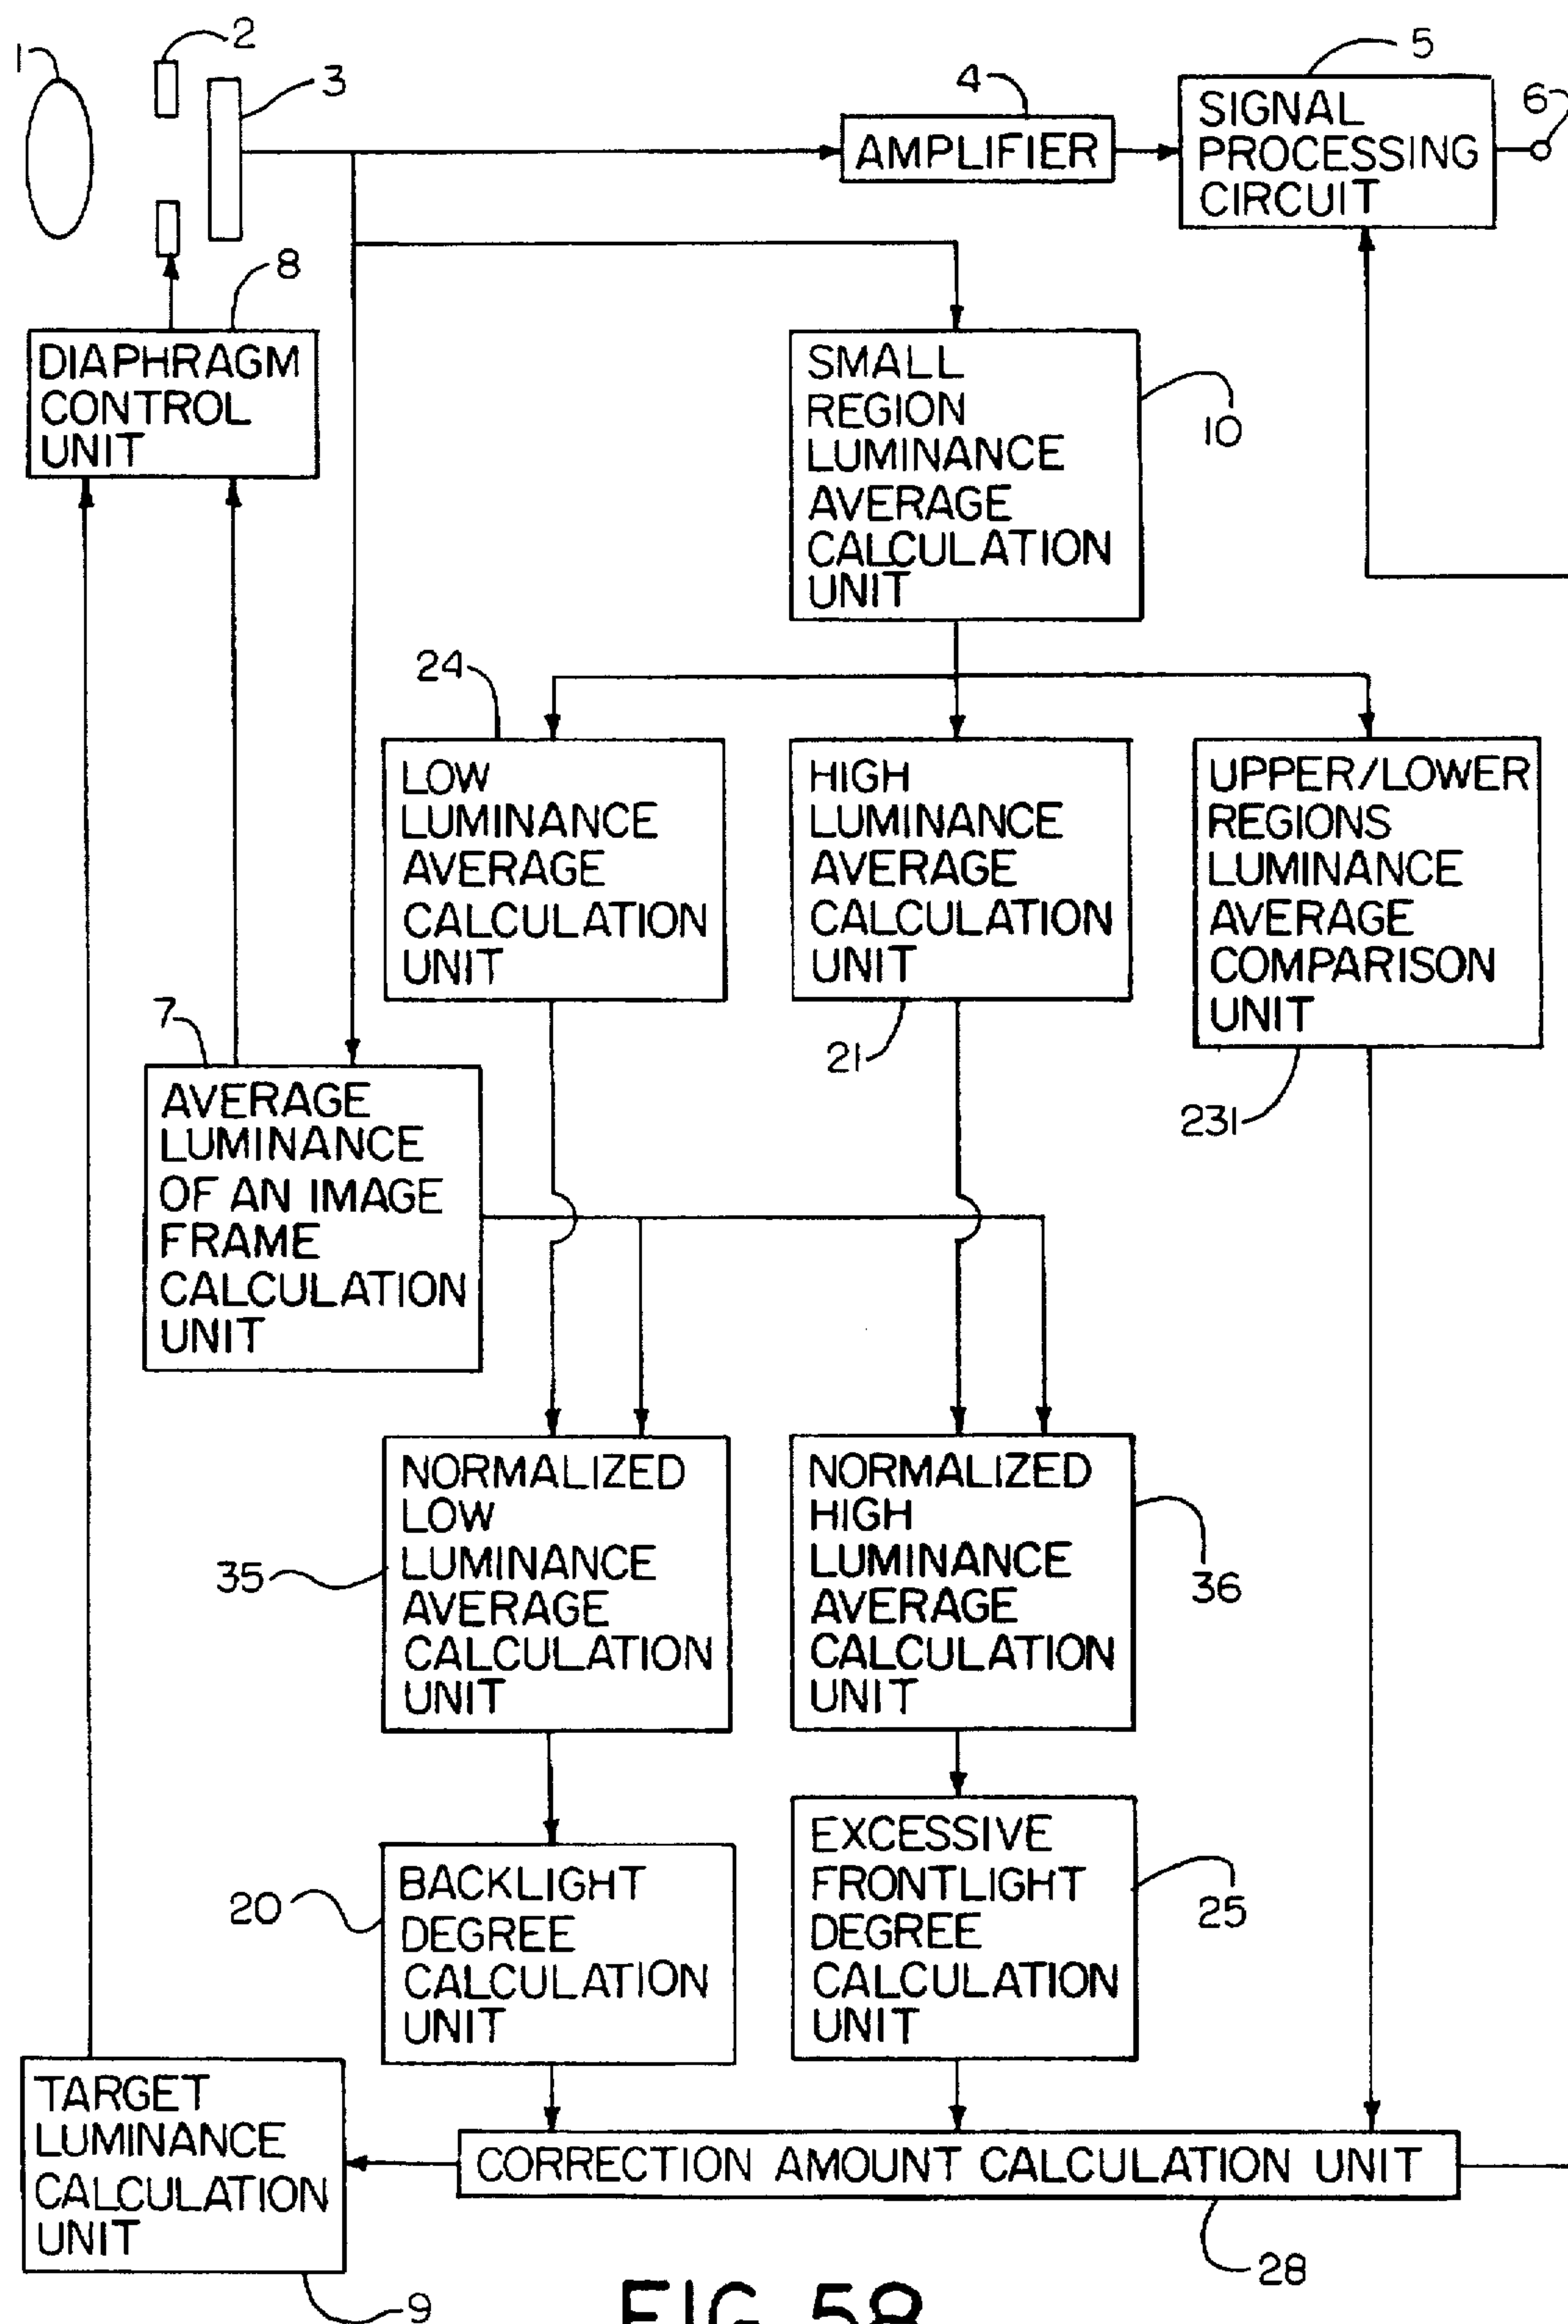 1
2
3
4
AMPLIFIER
5
SIGNAL
PROCESSING
CIRCUIT
6
8
DIAPHRAGM
CONTROL
UNIT
SMALL
REGION
LUMINANCE
AVERAGE
CALCULATION
UNIT
10
24
LOW
LUMINANCE
AVERAGE
CALCULATION
UNIT
HIGH
LUMINANCE
AVERAGE
CALCULATION
UNIT
21
UPPER/LOWER
REGIONS
LUMINANCE
AVERAGE
COMPARISON
UNIT
231
7
AVERAGE
LUMINANCE
OF AN IMAGE
FRAME
CALCULATION
UNIT
35
NORMALIZED
LOW
LUMINANCE
AVERAGE
CALCULATION
UNIT
NORMALIZED
HIGH
LUMINANCE
AVERAGE
CALCULATION
UNIT
36
20
BACKLIGHT
DEGREE
CALCULATION
UNIT
EXCESSIVE
FRONTLIGHT
DEGREE
CALCULATION
UNIT
25
TARGET
LUMINANCE
CALCULATION
UNIT
9
CORRECTION AMOUNT CALCULATION UNIT
28
FIG. 58